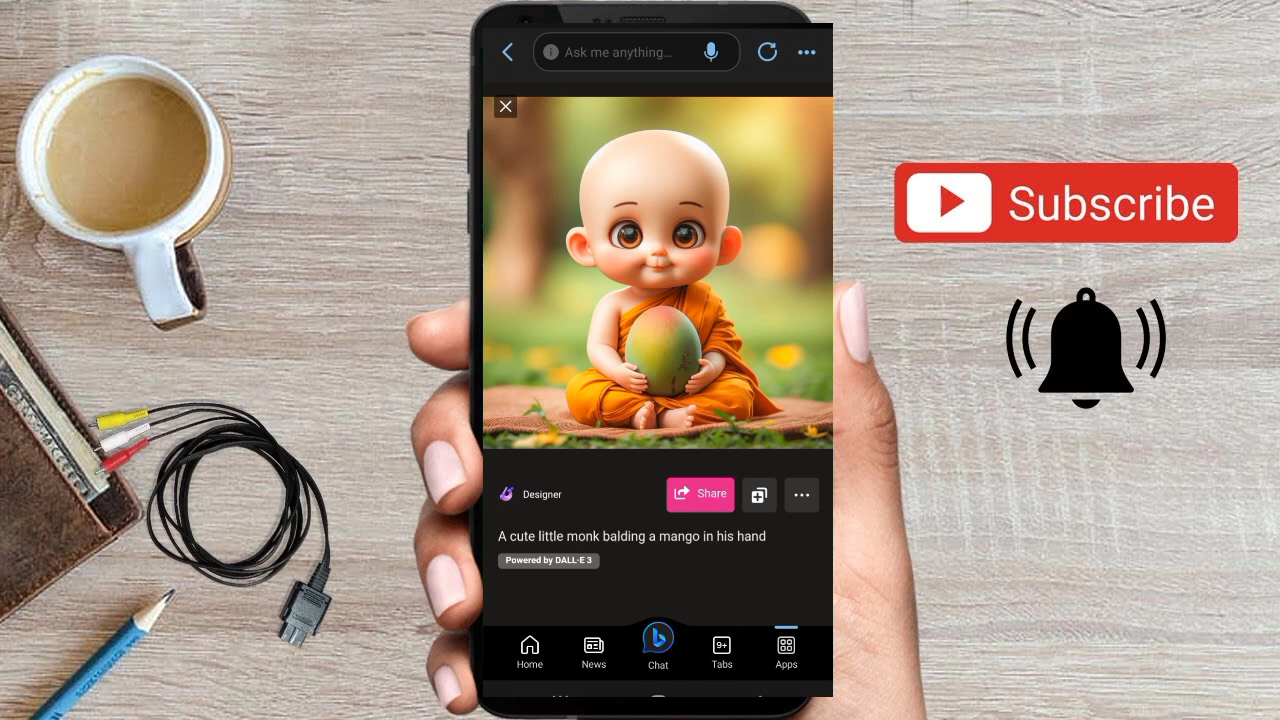 Ask me anything...
Subscribe
Designer
Share
A cute little monk balding a mango in his hand
Powered by DALL·E 3
9+
Home
News
Chat
Tabs
Apps